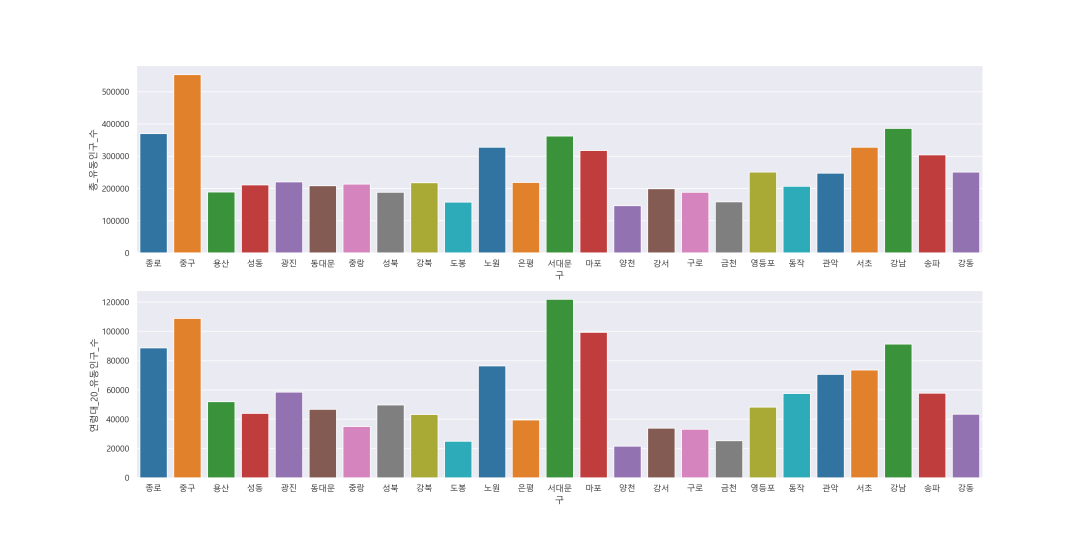 총_유동인구_수
500000
400000
300000
200000
100000
0
종로 중구 용산 성동 광진 동대문 중랑 성북 강북 도봉 노원 은평 서대문 마포 양천 강서 구로 금천 영등포 동작 관악 서초 강남 송파 강동
구
연령대_20_유동인구_수
120000
100000
80000
60000
40000
20000
0
종로 중구 용산 성동 광진 동대문 중랑 성북 강북 도봉 노원 은평 서대문 마포 양천 강서 구로 금천 영등포 동작 관악 서초 강남 송파 강동
구